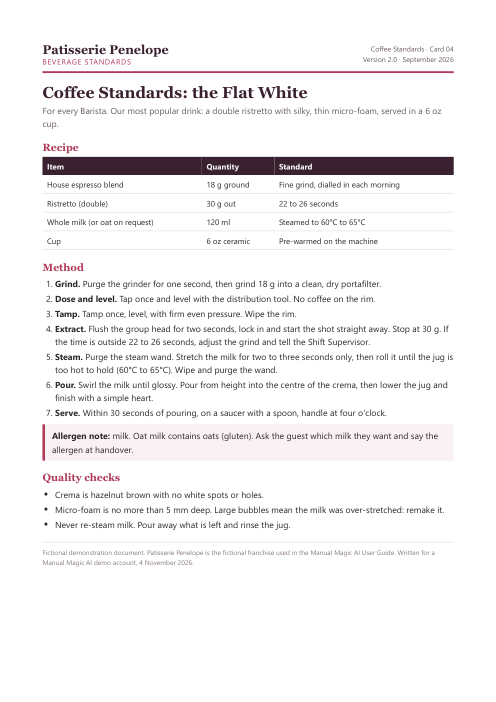 Patisserie Penelope
BEVERAGE STANDARDS
Coffee Standards · Card 04
Version 2.0 · September 2026
Coffee Standards: the Flat White
For every Barista. Our most popular drink: a double ristretto with silky, thin micro-foam, served in a 6 oz
cup.
Recipe
Item Quantity Standard
House espresso blend 18 g ground Fine grind, dialled in each morning
Ristretto (double) 30 g out 22 to 26 seconds
Whole milk (or oat on request) 120 ml Steamed to 60°C to 65°C
Cup 6 oz ceramic Pre-warmed on the machine
Method
1. Grind. Purge the grinder for one second, then grind 18 g into a clean, dry portafilter.
2. Dose and level. Tap once and level with the distribution tool. No coffee on the rim.
3. Tamp. Tamp once, level, with firm even pressure. Wipe the rim.
4. Extract. Flush the group head for two seconds, lock in and start the shot straight away. Stop at 30 g. If
the time is outside 22 to 26 seconds, adjust the grind and tell the Shift Supervisor.
5. Steam. Purge the steam wand. Stretch the milk for two to three seconds only, then roll it until the jug is
too hot to hold (60°C to 65°C). Wipe and purge the wand.
6. Pour. Swirl the milk until glossy. Pour from height into the centre of the crema, then lower the jug and
finish with a simple heart.
7. Serve. Within 30 seconds of pouring, on a saucer with a spoon, handle at four o'clock.
Allergen note: milk. Oat milk contains oats (gluten). Ask the guest which milk they want and say the
allergen at handover.
Quality checks
• Crema is hazelnut brown with no white spots or holes.
• Micro-foam is no more than 5 mm deep. Large bubbles mean the milk was over-stretched: remake it.
• Never re-steam milk. Pour away what is left and rinse the jug.
Fictional demonstration document. Patisserie Penelope is the fictional franchise used in the Manual Magic AI User Guide. Written for a
Manual Magic AI demo account, 4 November 2026.